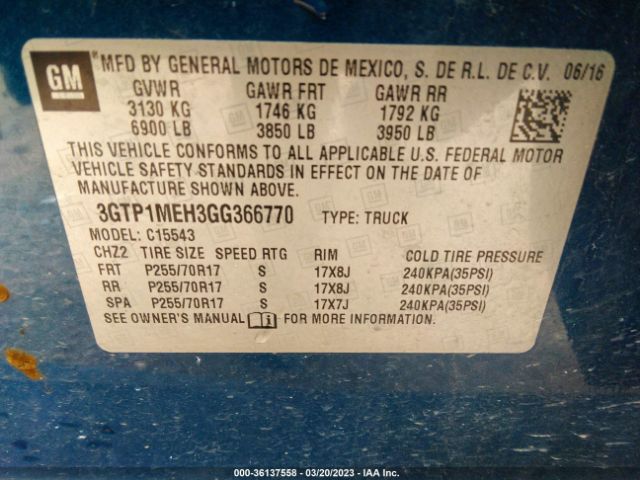 GM
MFD BY GENERAL MOTORS DE MEXICO, S. DE R.L. DE C.V. 06/16
GVWR GAWR FRT GAWR RR
3130 KG 1746 KG 1792 KG
6900 LB 3850 LB 3950 LB
THIS VEHICLE CONFORMS TO ALL APPLICABLE U.S. FEDERAL MOTOR
VEHICLE SAFETY STANDARDS IN EFFECT ON THE DATE OF
MANUFACTURE SHOWN ABOVE.
3GTP1MEH3GG366770 TYPE: TRUCK
MODEL: C15543
CHZ2 TIRE SIZE SPEED RTG RIM COLD TIRE PRESSURE
FRT P255/70R17 S 17X8J 240KPA(35PSI)
RR P255/70R17 S 17X8J 240KPA(35PSI)
SPA P255/70R17 S 17X7J 240KPA(35PSI)
SEE OWNER'S MANUAL FOR MORE INFORMATION.
000-36137558 - 03/20/2023 - IAA Inc.